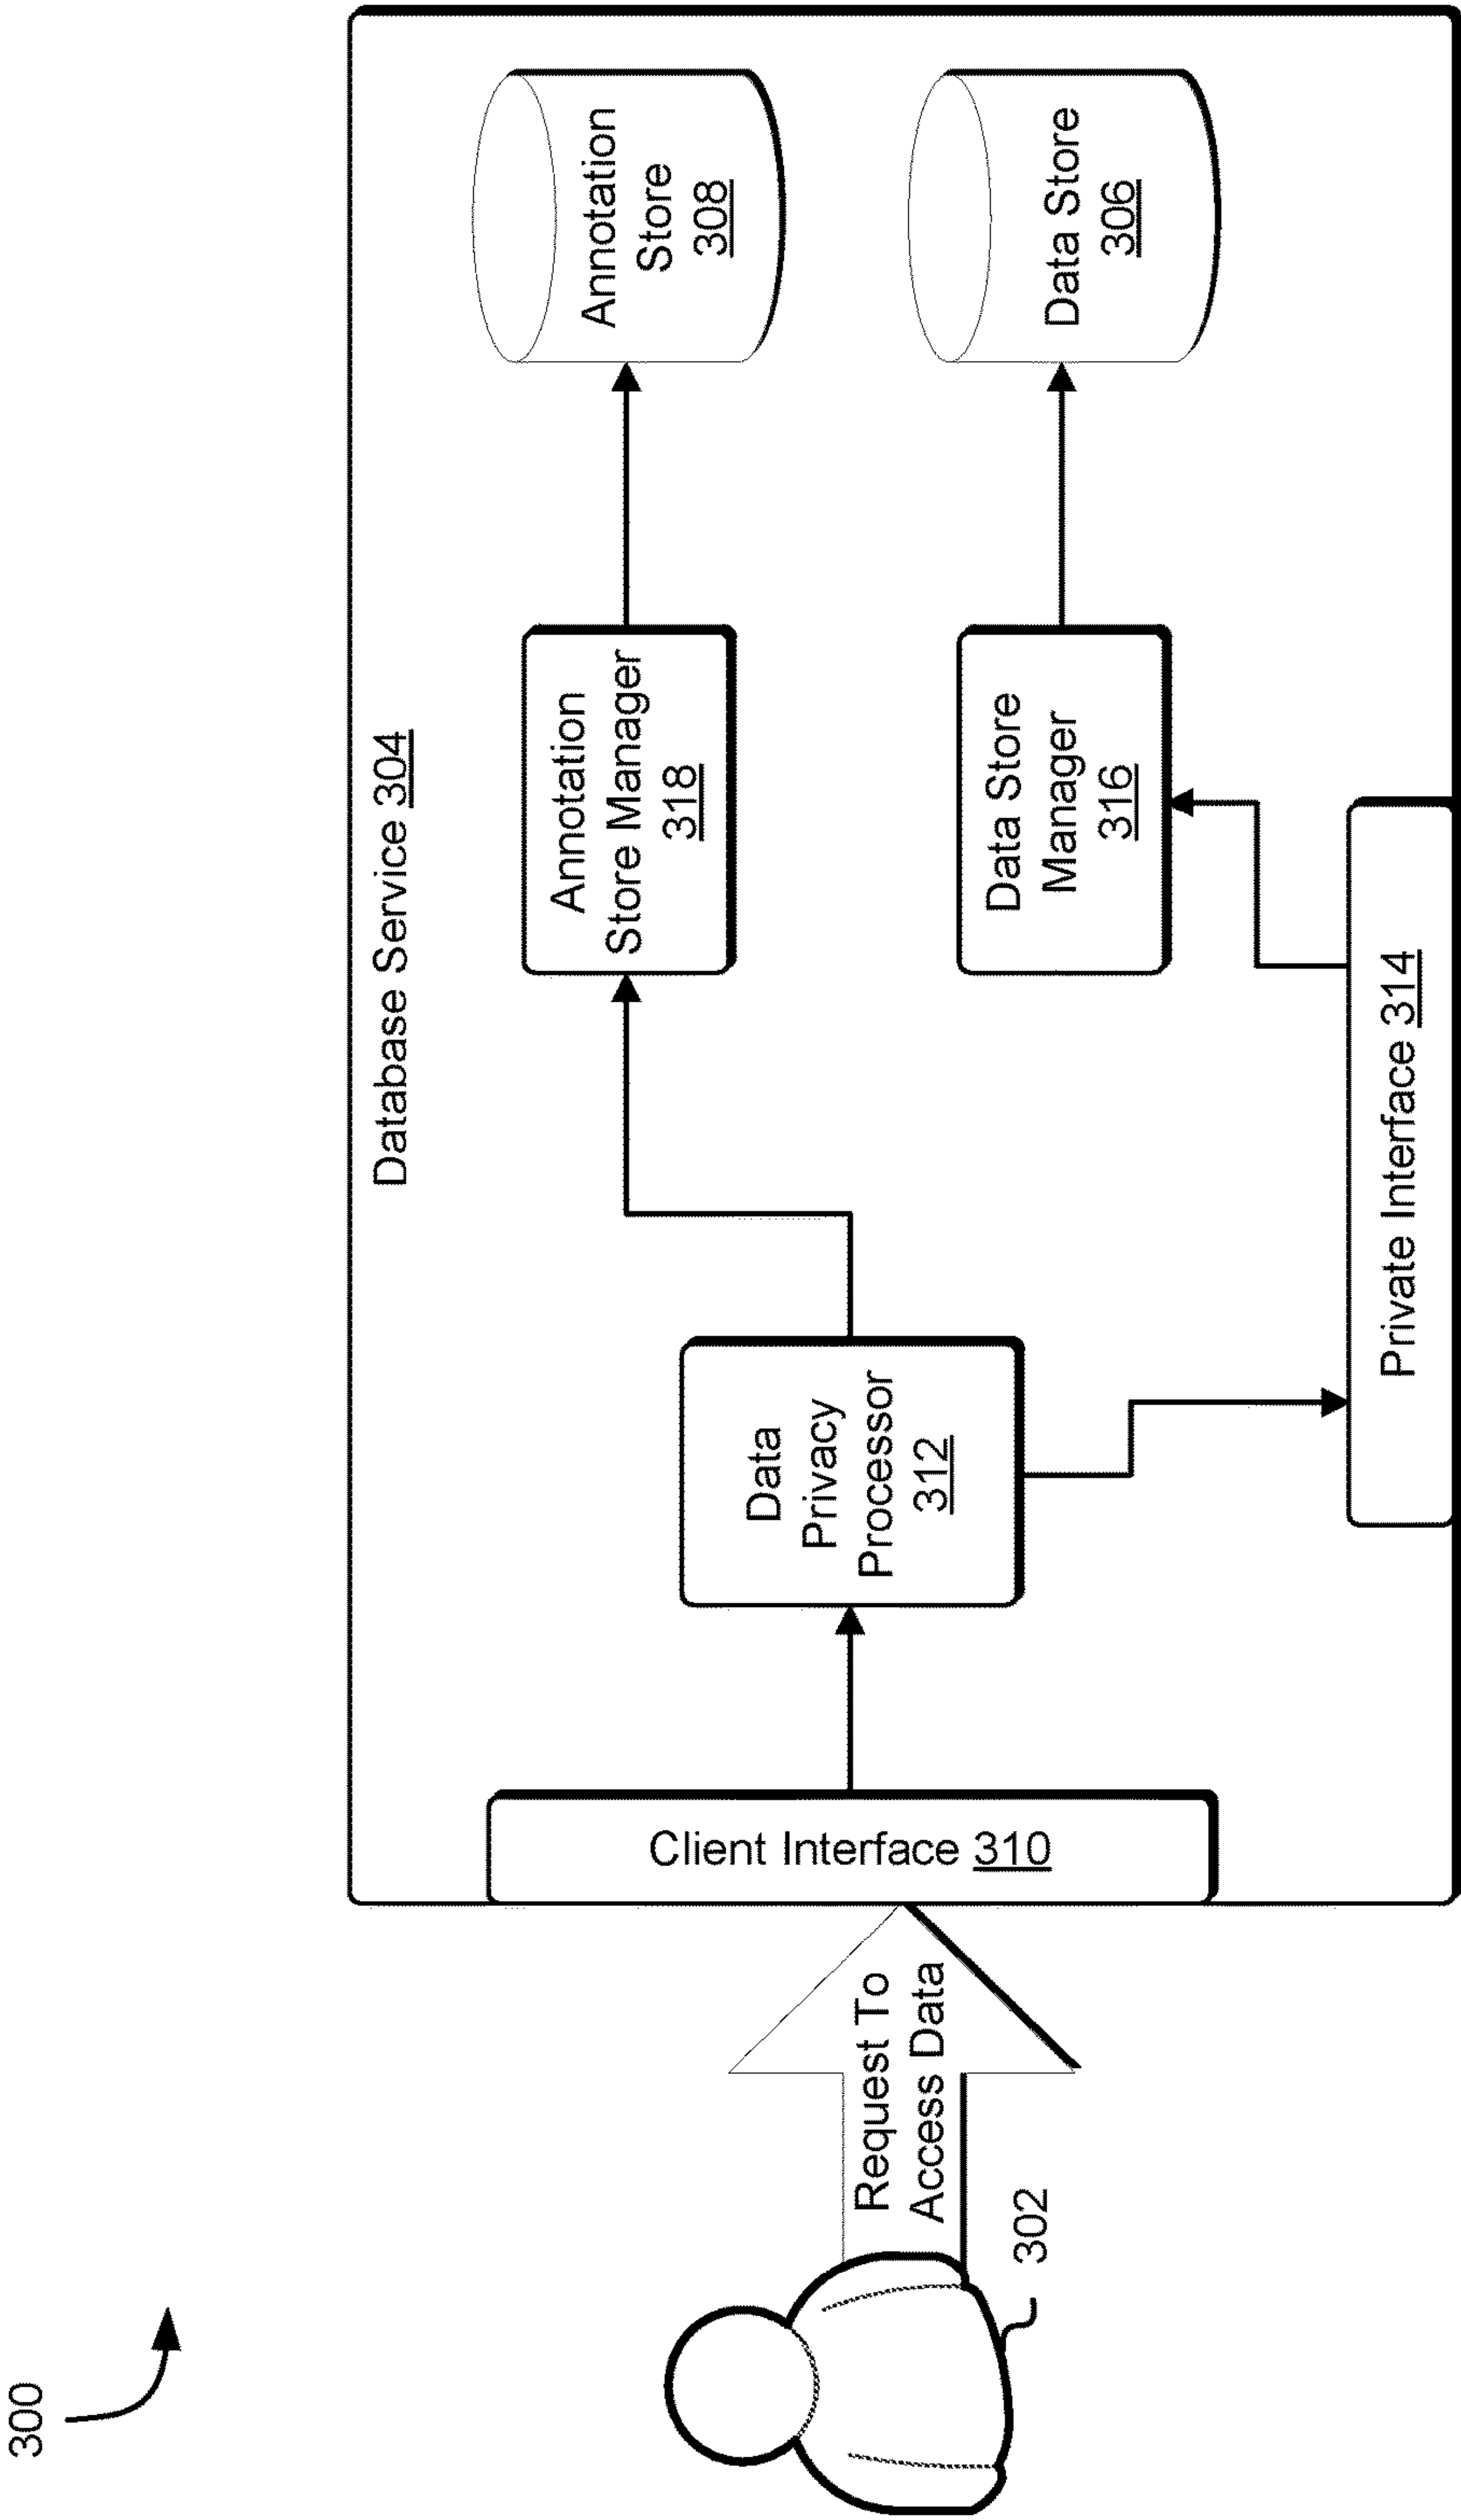 300
Database Service 304
Client Interface 310
Request To
Access Data
302
Data
Privacy
Processor
312
Annotation
Store Manager
318
Annotation
Store
308
Data Store
Manager
316
Data Store
306
Private Interface 314